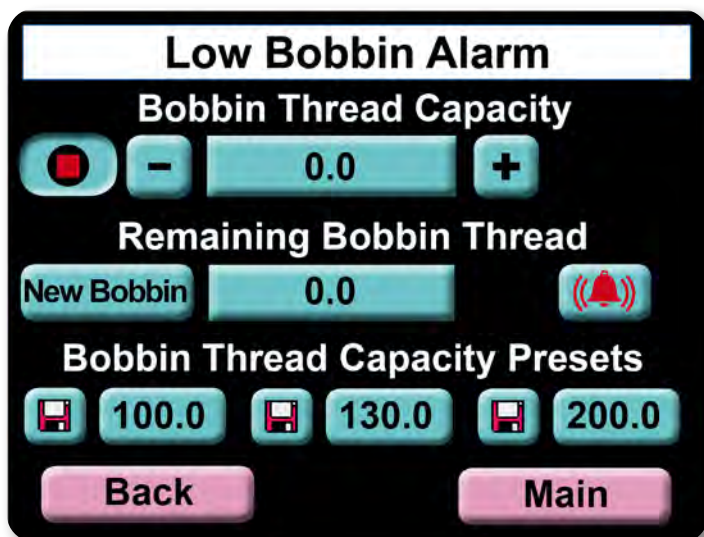 Low Bobbin Alarm
Bobbin Thread Capacity
- 0.0 +
Remaining Bobbin Thread
New Bobbin 0.0
Bobbin Thread Capacity Presets
100.0 130.0 200.0
Back Main